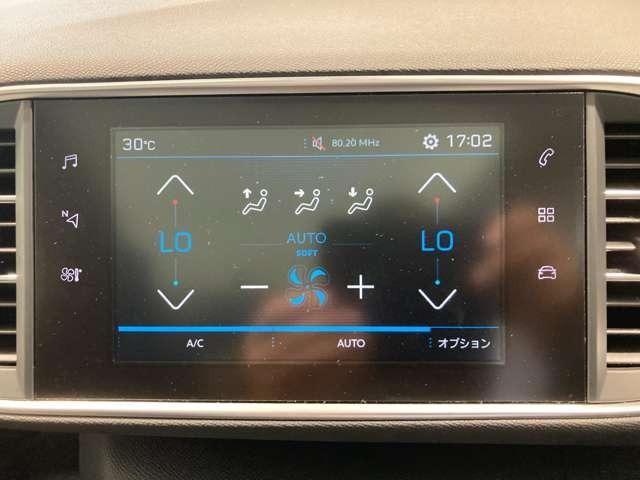 30°C 80.20 MHz 17:02
N
LO AUTO LO
SOFT
A/C AUTO オプション